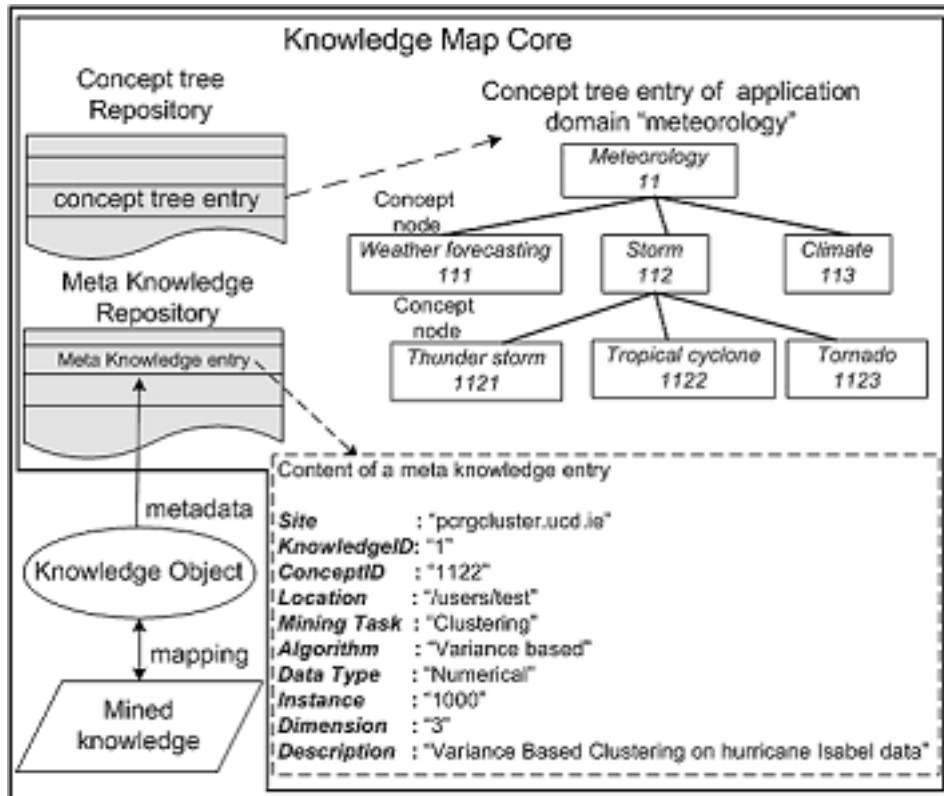 Knowledge Map Core
Concept tree
Repository
concept tree entry
Concept tree entry of application
domain "meteorology"
Meteorology
11
Concept
node
Weather forecasting
111
Storm
112
Climate
113
Concept
node
Thunder storm
1121
Tropical cyclone
1122
Tornado
1123
Meta Knowledge
Repository
Meta Knowledge entry
metadata
Knowledge Object
mapping
Mined
knowledge
Content of a meta knowledge entry
Site : "pcrgcluster.ucd.ie"
KnowledgeID: "1"
ConceptID : "1122"
Location : "/users/test"
Mining Task : "Clustering"
Algorithm : "Variance based"
Data Type : "Numerical"
Instance : "1000"
Dimension : "3"
Description : "Variance Based Clustering on hurricane Isabel data"